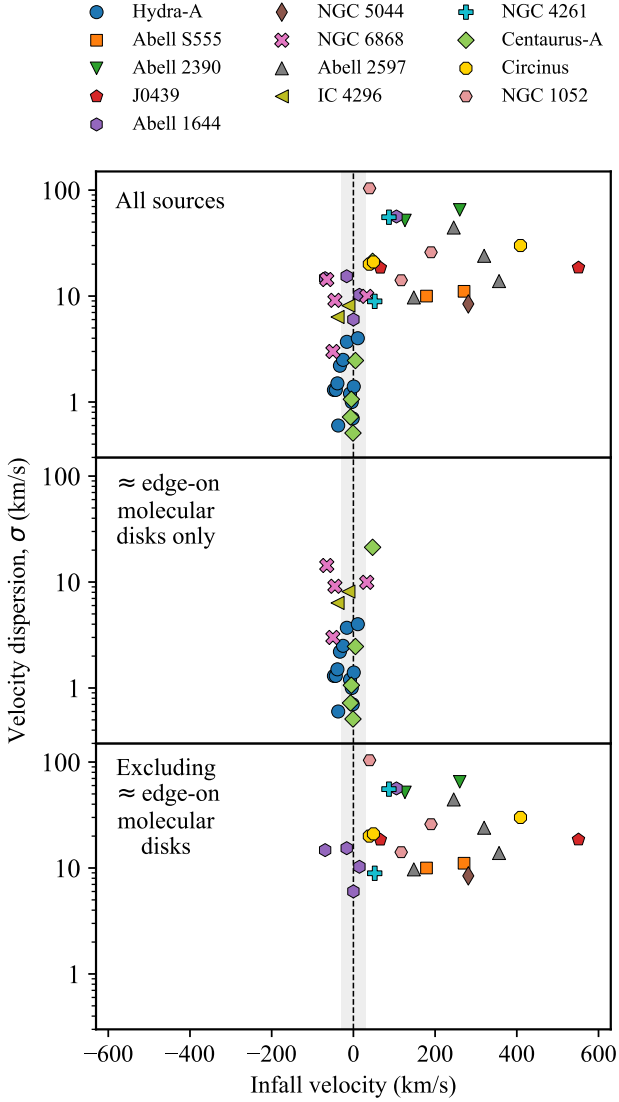 Hydra-A
Abell S555
Abell 2390
J0439
Abell 1644
NGC 5044
NGC 6868
Abell 2597
IC 4296
NGC 4261
Centaurus-A
Circinus
NGC 1052
All sources
100
10
1
≈ edge-on
molecular
disks only
100
10
1
Excluding
≈ edge-on
molecular
disks
100
10
1
Velocity dispersion, σ (km/s)
−600 −400 −200 0 200 400 600
Infall velocity (km/s)